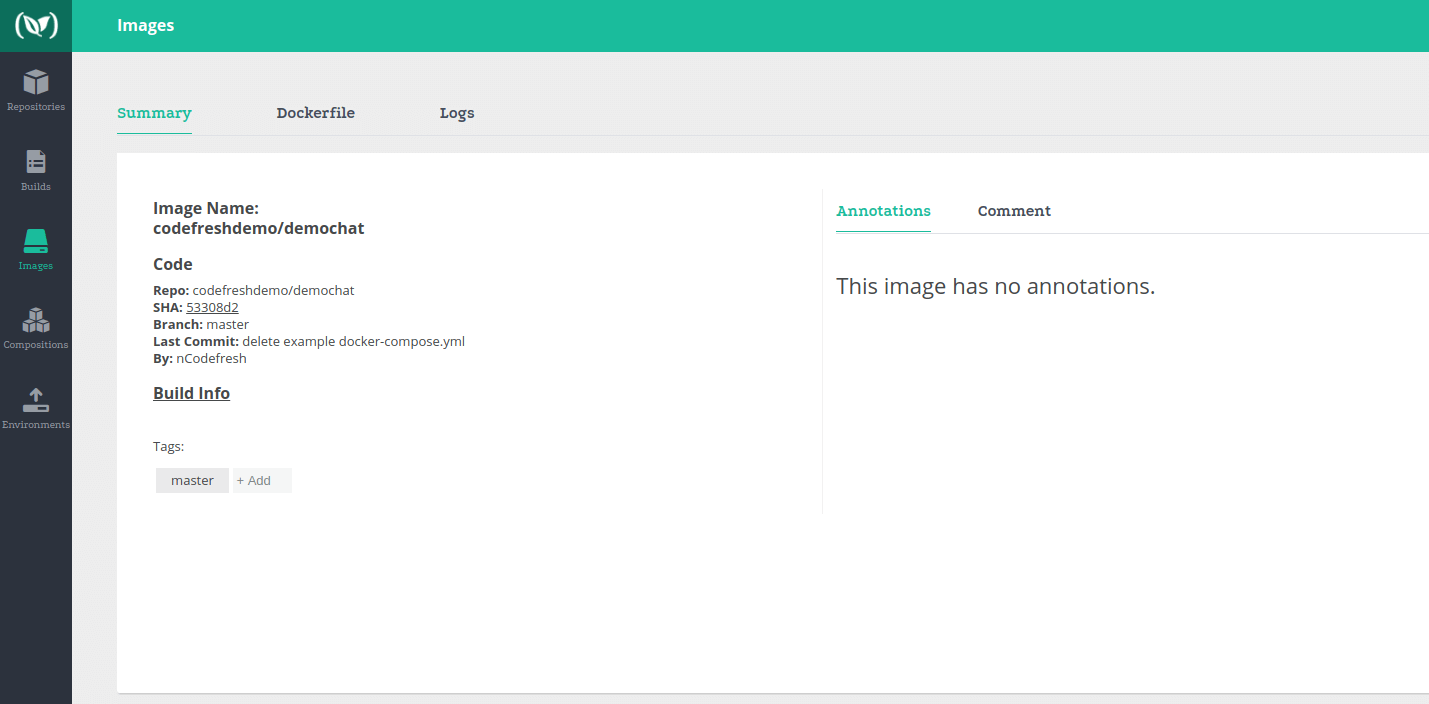 Images
Repositories
Builds
Images
Compositions
Environments
Summary
Dockerfile
Logs
Image Name:
codefreshdemo/demochat
Code
Repo: codefreshdemo/demochat
SHA: 53308d2
Branch: master
Last Commit: delete example docker-compose.yml
By: nCodefresh
Build Info
Tags:
master
+ Add
Annotations
Comment
This image has no annotations.